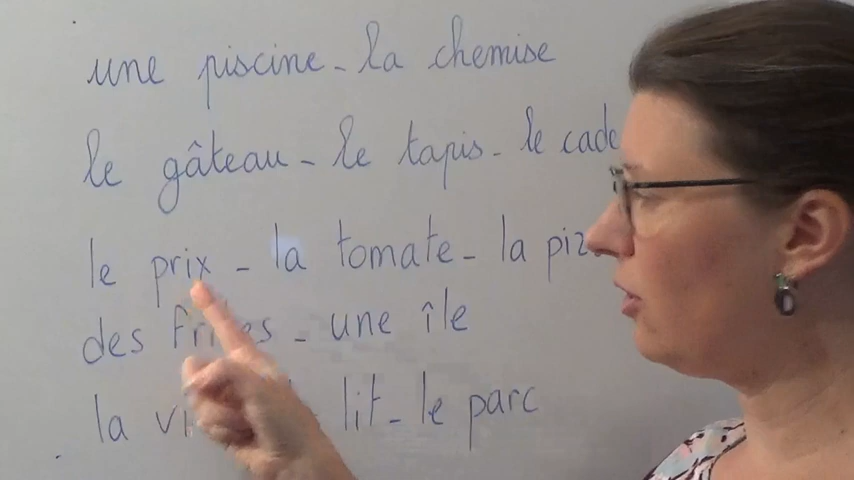 une piscine - la chemise
le gâteau - le tapis - le cade
le prix - la tomate - la piz
des - une île
la lit - le parc